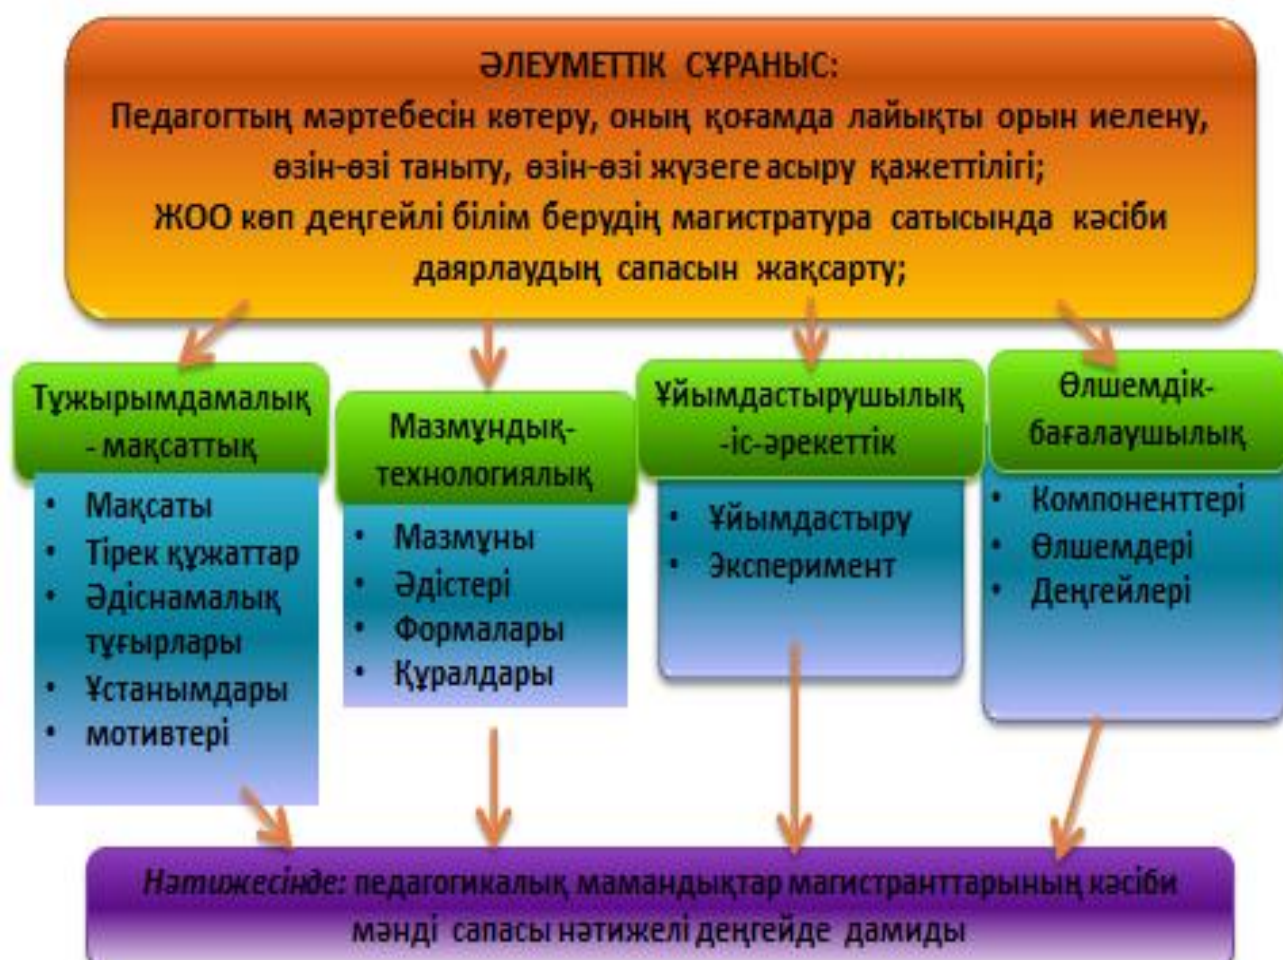 ӘЛЕУМЕТТІК СҰРАНЫС:
Педагогтың мәртебесін көтеру, оның қоғамда лайықты орын иелену,
өзін-өзі таныту, өзін-өзі жүзеге асыру қажеттілігі;
ЖОО көп деңгейлі білім берудің магистратура сатысында кәсіби
даярлаудың сапасын жақсарту;
Тұжырымдамалық
- мақсаттық
• Мақсаты
• Тірек құжаттар
• Әдіснамалық
тұғырлары
• Ұстанымдары
• мотивтері
Мазмұндық-
технологиялық
• Мазмұны
• Әдістері
• Формалары
• Құралдары
Ұйымдастырушылық
-іс-әрекеттік
• Ұйымдастыру
• Эксперимент
Өлшемдік-
бағалаушылық
• Компоненттері
• Өлшемдері
• Деңгейлері
Нәтижесінде: педагогикалық мамандықтар магистранттарының кәсіби
мәнді сапасы нәтижелі деңгейде дамиды